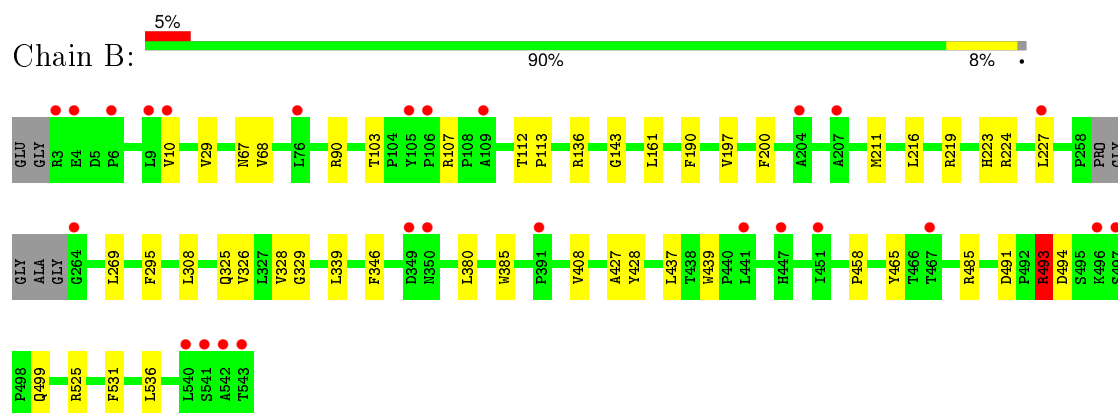 5%
Chain B:
90% 8% •
GLU GLY R3 E4 D5 P6 L9 V10 V29 N67 V68 L76 R90 T103 P104 Y105 P106 R107 P108 A109 T112 P113 R136 G143 L161 F190 V197 F200 A204 A207 M211 L216 R219 H223 R224 L227 P258 PRO GLY
GLY ALA GLY G264 L269 F295 L308 Q325 V326 L327 V328 G329 L339 F346 D349 N350 L380 W385 P391 V408 A427 Y428 L437 T438 W439 P440 L441 H447 I451 P458 Y465 T466 T467 R485 D491 P492 R493 D494 S495 K496 S497
P498 Q499 R525 F531 L536 L540 S541 A542 T543